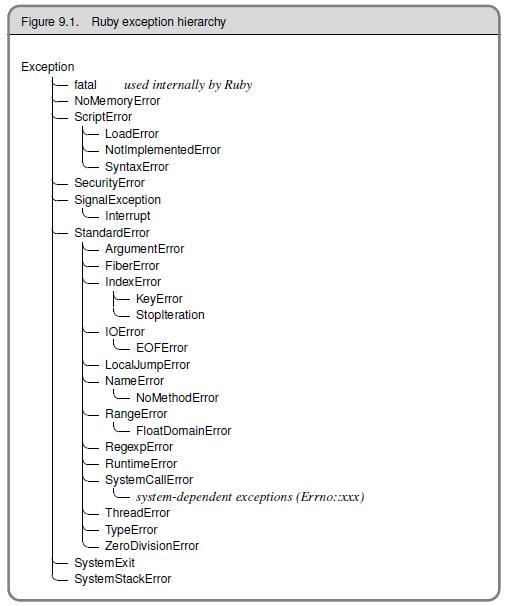 Figure 9.1. Ruby exception hierarchy
Exception
fatal used internally by Ruby
NoMemoryError
ScriptError
LoadError
NotImplementedError
SyntaxError
SecurityError
SignalException
Interrupt
StandardError
ArgumentError
FiberError
IndexError
KeyError
StopIteration
IOError
EOFError
LocalJumpError
NameError
NoMethodError
RangeError
FloatDomainError
RegexpError
RuntimeError
SystemCallError
system-dependent exceptions (Errno::xxx)
ThreadError
TypeError
ZeroDivisionError
SystemExit
SystemStackError